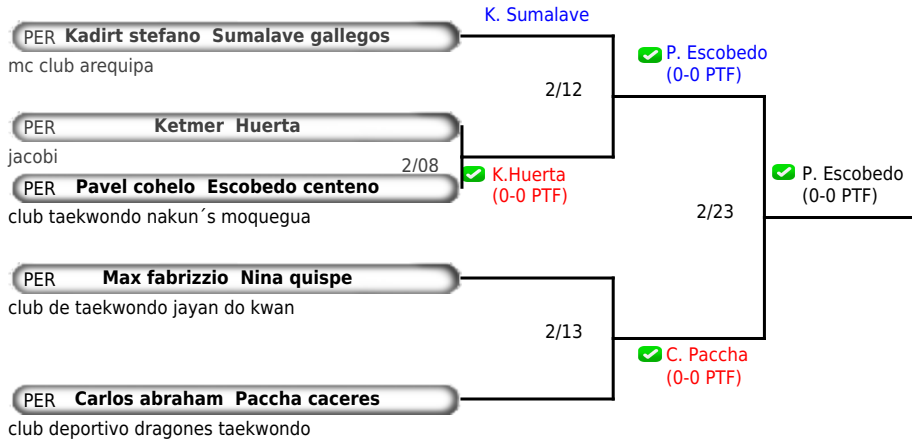 K. Sumalave
PER Kadirt stefano Sumalave gallegos
mc club arequipa
P. Escobedo
(0-0 PTF)
2/12
PER Ketmer Huerta
jacobi
2/08
K.Huerta
(0-0 PTF)
PER Pavel cohelo Escobedo centeno
club taekwondo nakun´s moquegua
P. Escobedo
(0-0 PTF)
2/23
PER Max fabrizzio Nina quispe
club de taekwondo jayan do kwan
2/13
C. Paccha
(0-0 PTF)
PER Carlos abraham Paccha caceres
club deportivo dragones taekwondo